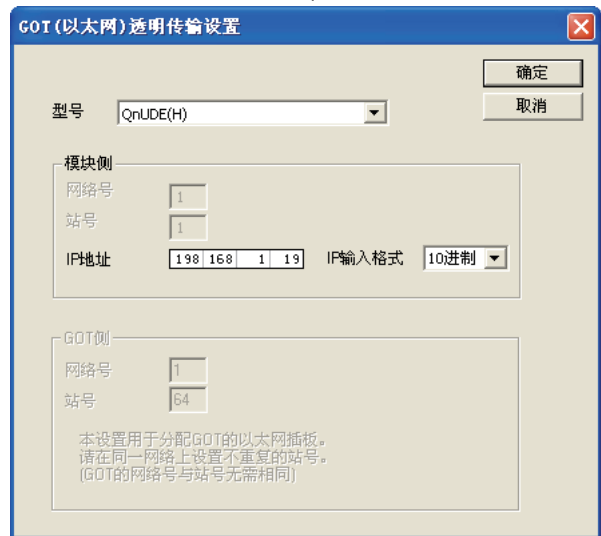 GOT(以太网)透明传输设置
确定
型号 QnUDE(H) 取消
模块侧
网络号 1
站号 1
IP地址 198 168 1 19 IP输入格式 10进制
GOT侧
网络号 1
站号 64
本设置用于分配GOT的以太网插板。
请在同一网络上设置不重复的站号。
(GOT的网络号与站号无需相同)